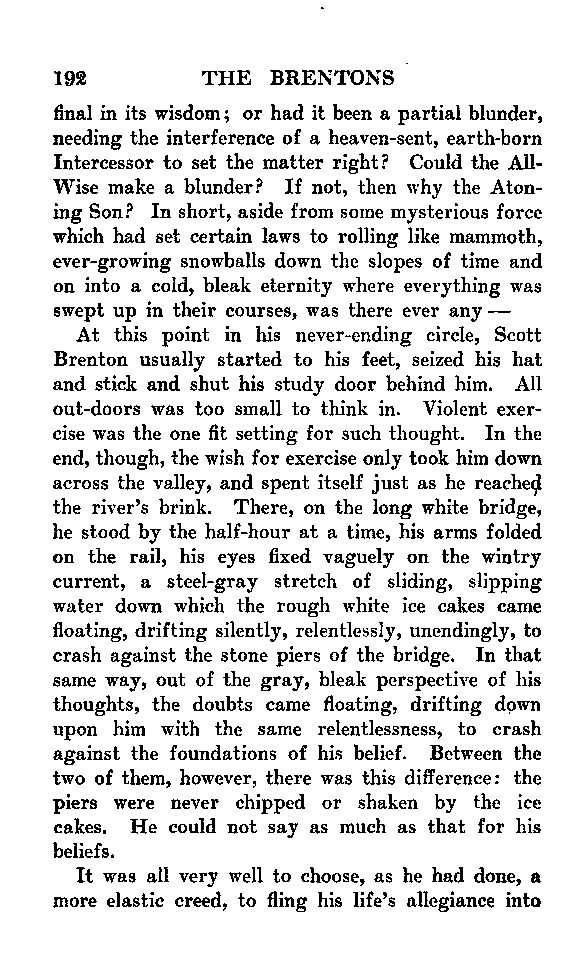 192 THE BRENTONS
final in its wisdom; or had it been a partial blunder,
needing the interference of a heaven-sent, earth-born
Intercessor to set the matter right? Could the All-
Wise make a blunder? If not, then why the Aton-
ing Son? In short, aside from some mysterious force
which had set certain laws to rolling like mammoth,
ever-growing snowballs down the slopes of time and
on into a cold, bleak eternity where everything was
swept up in their courses, was there ever any —
At this point in his never-ending circle, Scott
Brenton usually started to his feet, seized his hat
and stick and shut his study door behind him. All
out-doors was too small to think in. Violent exer-
cise was the one fit setting for such thought. In the
end, though, the wish for exercise only took him down
across the valley, and spent itself just as he reached
the river's brink. There, on the long white bridge,
he stood by the half-hour at a time, his arms folded
on the rail, his eyes fixed vaguely on the wintry
current, a steel-gray stretch of sliding, slipping
water down which the rough white ice cakes came
floating, drifting silently, relentlessly, unendingly, to
crash against the stone piers of the bridge. In that
same way, out of the gray, bleak perspective of his
thoughts, the doubts came floating, drifting down
upon him with the same relentlessness, to crash
against the foundations of his belief. Between the
two of them, however, there was this difference: the
piers were never chipped or shaken by the ice
cakes. He could not say as much as that for his
beliefs.
It was all very well to choose, as he had done, a
more elastic creed, to fling his life's allegiance into